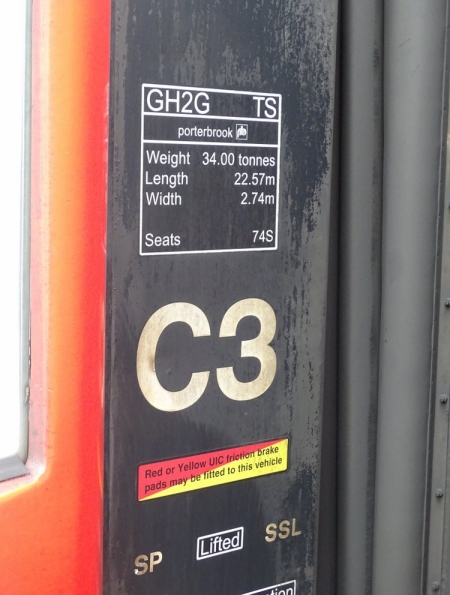 GH2G TS
porterbrook
Weight 34.00 tonnes
Length 22.57m
Width 2.74m
Seats 74S
C3
Red or Yellow UIC friction brake
pads may be fitted to this vehicle
SP Lifted SSL